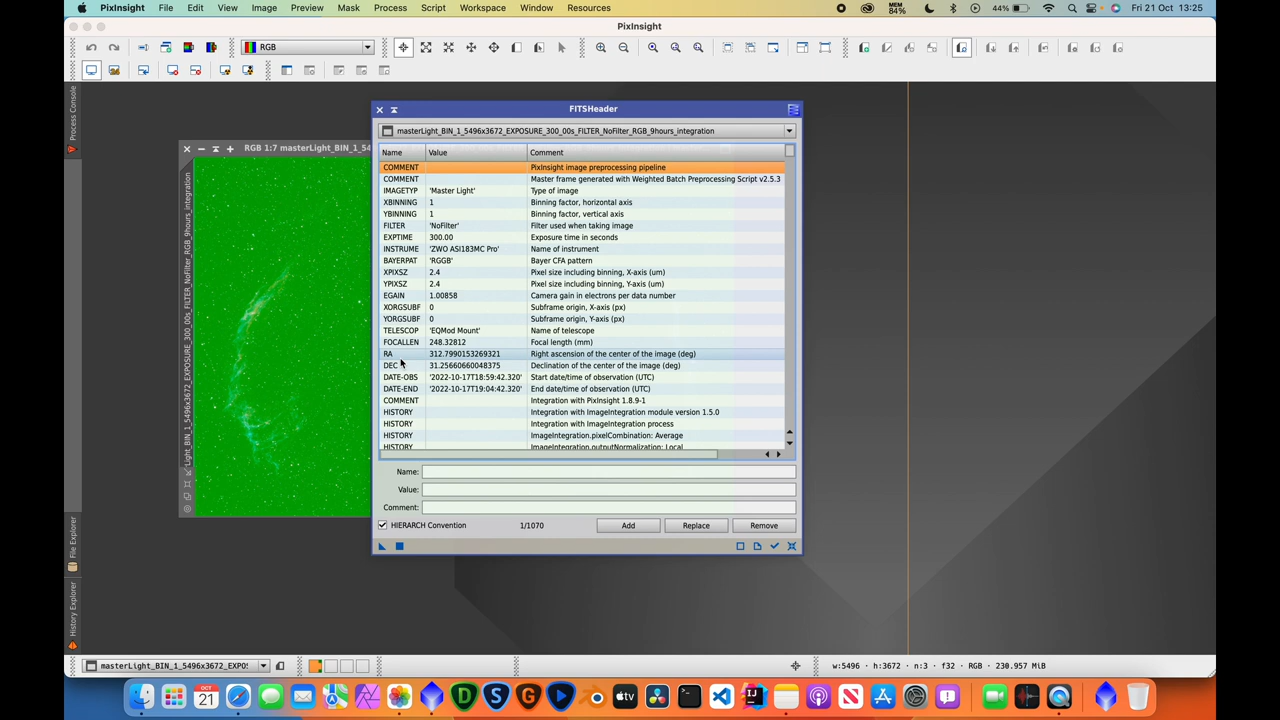 PixInsight File Edit View Image Preview Mask Process Script Workspace Window Resources
MEM 84%
44%
Fri 21 Oct 13:25
PixInsight
RGB
Process Console
RGB 1:7 masterLight_BIN_1_5
Light_BIN_1_5496x3672_EXPOSURE_300_00s_FILTER_NoFilter_RGB_9hours_integration
FITSHeader
masterLight_BIN_1_5496x3672_EXPOSURE_300_00s_FILTER_NoFilter_RGB_9hours_integration
Name Value Comment
COMMENT PixInsight image preprocessing pipeline
COMMENT Master frame generated with Weighted Batch Preprocessing Script v2.5.3
IMAGETYP 'Master Light' Type of image
XBINNING 1 Binning factor, horizontal axis
YBINNING 1 Binning factor, vertical axis
FILTER 'NoFilter' Filter used when taking image
EXPTIME 300.00 Exposure time in seconds
INSTRUME 'ZWO ASI183MC Pro' Name of instrument
BAYERPAT 'RGGB' Bayer CFA pattern
XPIXSZ 2.4 Pixel size including binning, X-axis (um)
YPIXSZ 2.4 Pixel size including binning, Y-axis (um)
EGAIN 1.00858 Camera gain in electrons per data number
XORGSUBF 0 Subframe origin, X-axis (px)
YORGSUBF 0 Subframe origin, Y-axis (px)
TELESCOP 'EQMod Mount' Name of telescope
FOCALLEN 248.32812 Focal length (mm)
RA 312.7990153269321 Right ascension of the center of the image (deg)
DEC 31.25660660048375 Declination of the center of the image (deg)
DATE-OBS '2022-10-17T18:59:42.320' Start date/time of observation (UTC)
DATE-END '2022-10-17T19:04:42.320' End date/time of observation (UTC)
COMMENT Integration with PixInsight 1.8.9-1
HISTORY Integration with ImageIntegration module version 1.5.0
HISTORY Integration with ImageIntegration process
HISTORY ImageIntegration.pixelCombination: Average
HISTORY ImageIntegration.outputNormalization: Local
Name:
Value:
Comment:
HIERARCH Convention 1/1070 Add Replace Remove
File Explorer
History Explorer
masterLight_BIN_1_5496x3672_EXPO
w:5496 · h:3672 · n:3 · f32 · RGB · 230.957 MiB
OCT
21
tv